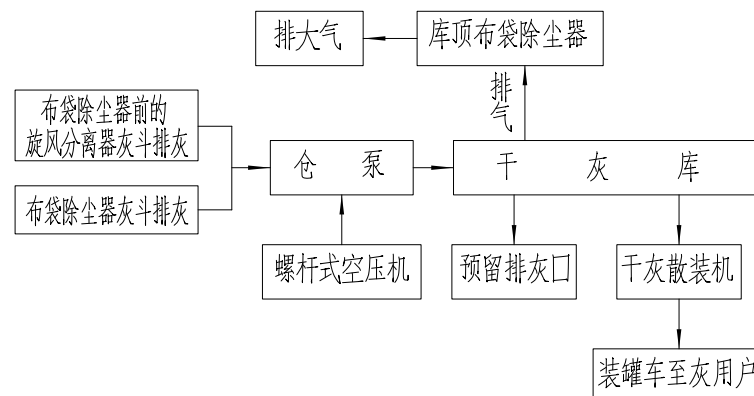 排大气
库顶布袋除尘器
排气
布袋除尘器前的
旋风分离器灰斗排灰
仓 泵
干 灰 库
布袋除尘器灰斗排灰
螺杆式空压机
预留排灰口
干灰散装机
装罐车至灰用户